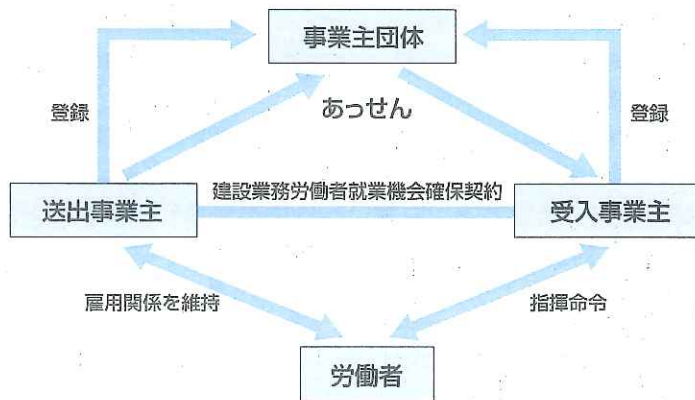 事業主団体
登録
あっせん
登録
送出事業主
建設業務労働者就業機会確保契約
受入事業主
雇用関係を維持
指揮命令
労働者